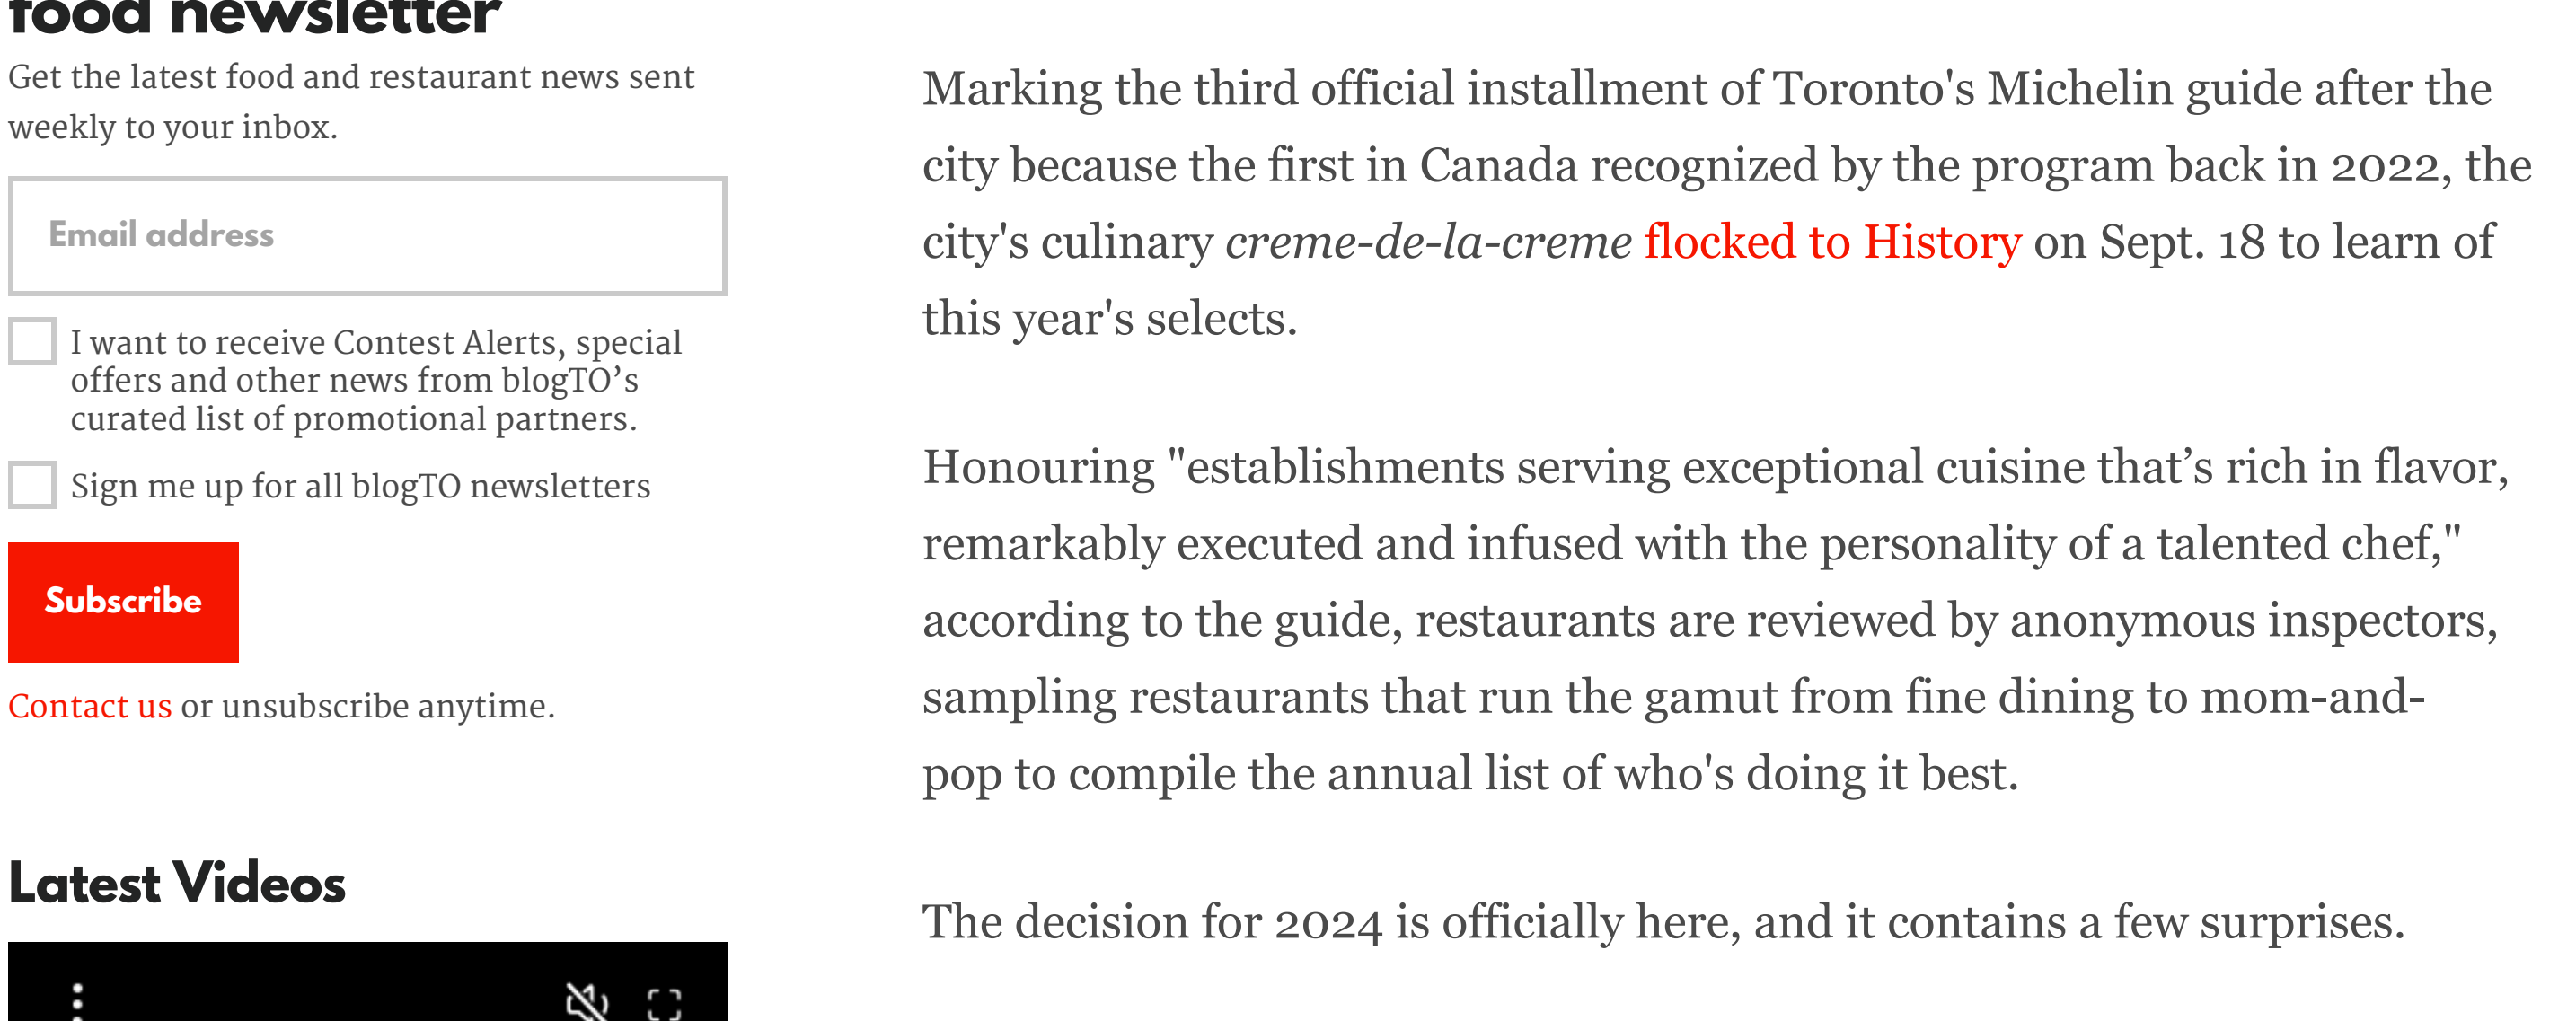 food newsletter
Get the latest food and restaurant news sent
weekly to your inbox.
Email address
I want to receive Contest Alerts, special
offers and other news from blogTO’s
curated list of promotional partners.
Sign me up for all blogTO newsletters
Subscribe
Contact us or unsubscribe anytime.
Latest Videos
Marking the third official installment of Toronto's Michelin guide after the
city because the first in Canada recognized by the program back in 2022, the
city's culinary creme-de-la-creme flocked to History on Sept. 18 to learn of
this year's selects.
Honouring "establishments serving exceptional cuisine that’s rich in flavor,
remarkably executed and infused with the personality of a talented chef,"
according to the guide, restaurants are reviewed by anonymous inspectors,
sampling restaurants that run the gamut from fine dining to mom-and-
pop to compile the annual list of who's doing it best.
The decision for 2024 is officially here, and it contains a few surprises.